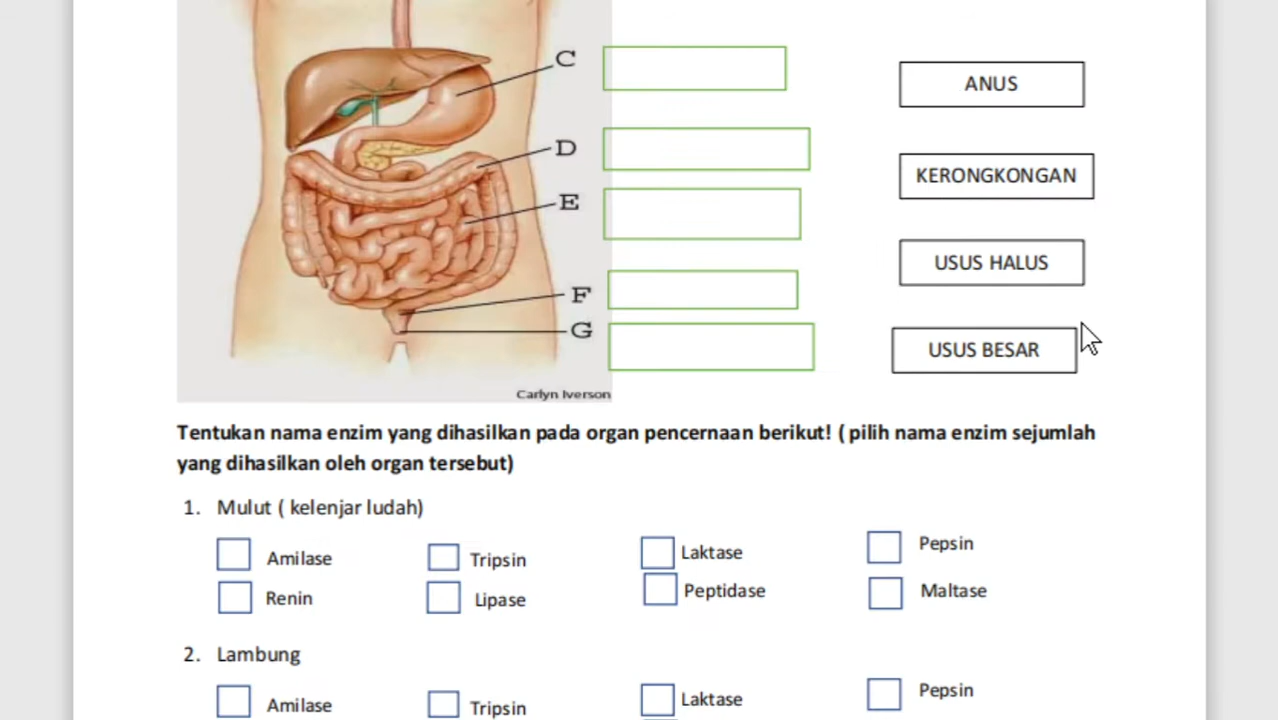 C
ANUS
D
KERONGKONGAN
E
USUS HALUS
F
G
USUS BESAR
Carlyn Iverson
Tentukan nama enzim yang dihasilkan pada organ pencernaan berikut! ( pilih nama enzim sejumlah
yang dihasilkan oleh organ tersebut)
1. Mulut ( kelenjar ludah)
Amilase Tripsin Laktase Pepsin
Renin Lipase Peptidase Maltase
2. Lambung
Amilase Tripsin Laktase Pepsin